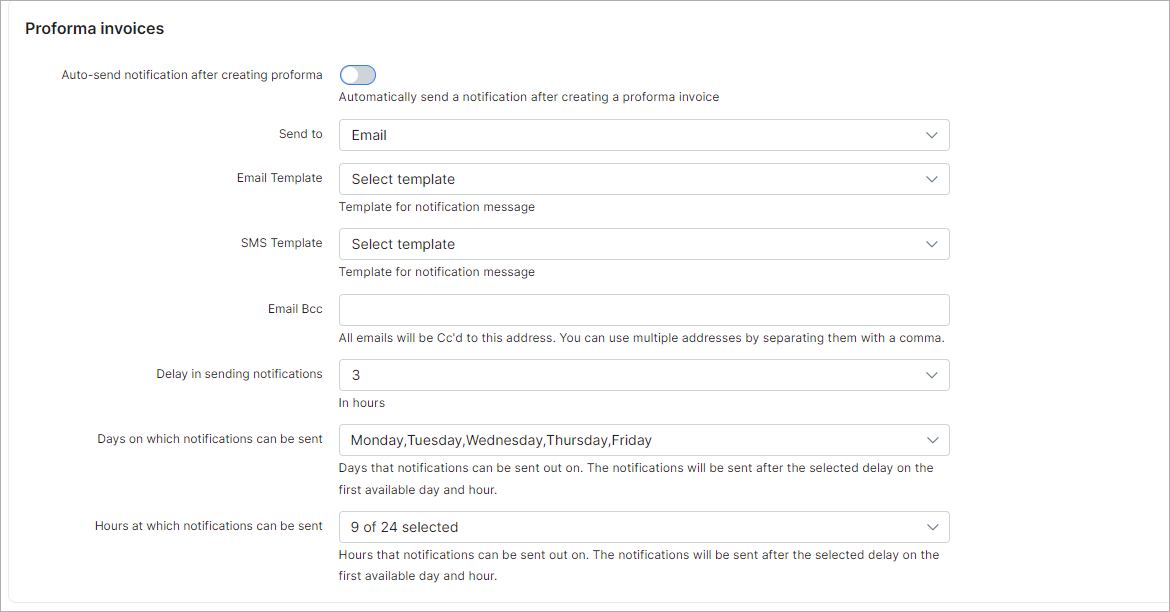 Proforma invoices
Auto-send notification after creating proforma
Automatically send a notification after creating a proforma invoice
Send to
Email
Email Template
Select template
Template for notification message
SMS Template
Select template
Template for notification message
Email Bcc
All emails will be Cc'd to this address. You can use multiple addresses by separating them with a comma.
Delay in sending notifications
3
In hours
Days on which notifications can be sent
Monday,Tuesday,Wednesday,Thursday,Friday
Days that notifications can be sent out on. The notifications will be sent after the selected delay on the
first available day and hour.
Hours at which notifications can be sent
9 of 24 selected
Hours that notifications can be sent out on. The notifications will be sent after the selected delay on the
first available day and hour.